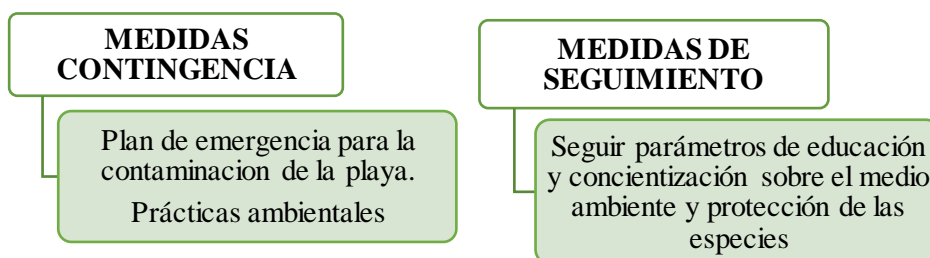 MEDIDAS
CONTINGENCIA
Plan de emergencia para la
contaminacion de la playa.
Prácticas ambientales
MEDIDAS DE
SEGUIMIENTO
Seguir parámetros de educación
y concientización sobre el medio
ambiente y protección de las
especies